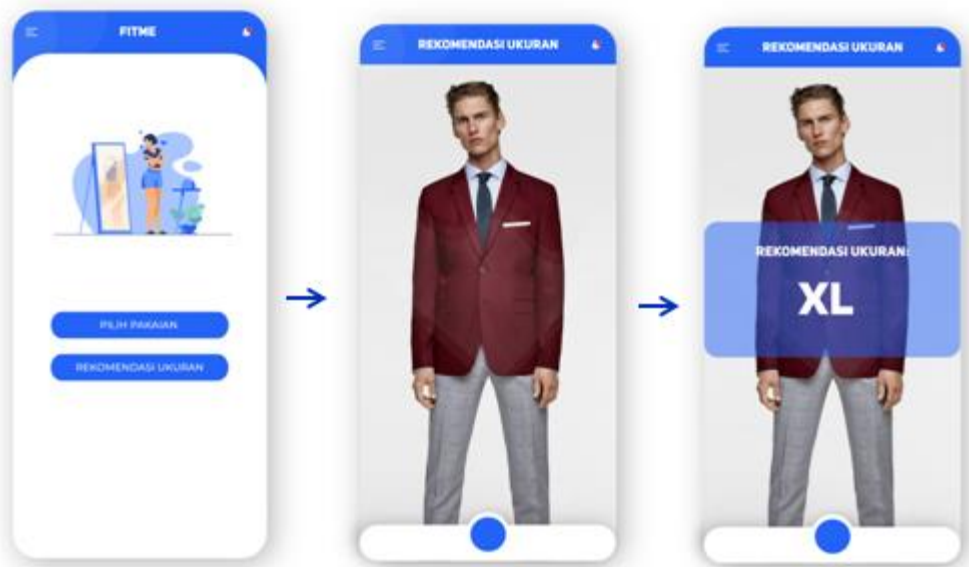 FITME
PILIH PAKAIAN
REKOMENDASI UKURAN
REKOMENDASI UKURAN
REKOMENDASI UKURAN
REKOMENDASI UKURAN:
XL